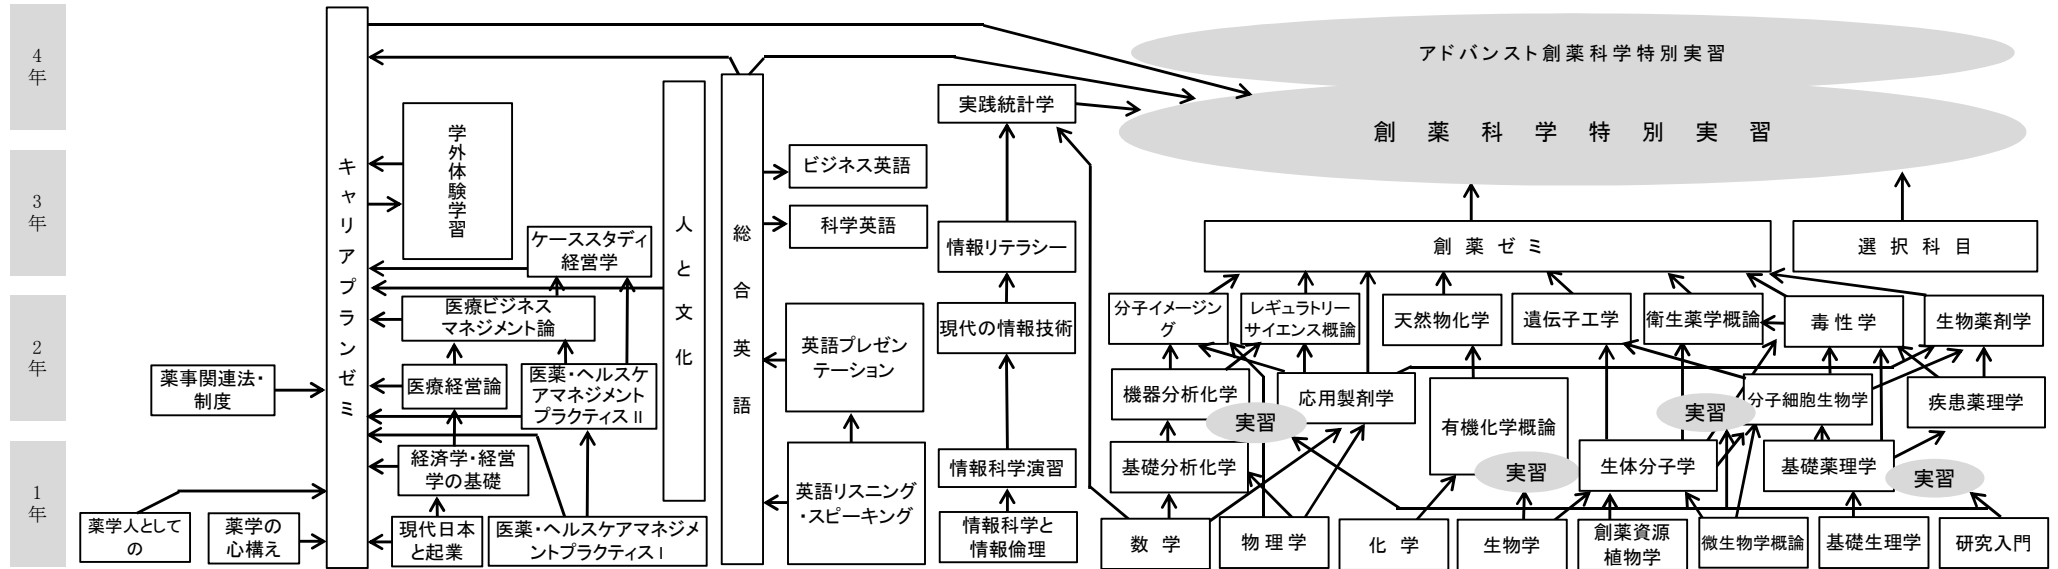 4
年
3
年
2
年
1
年
キャリアプランゼミ
学外体験学習
ケーススタディ
経営学
医療ビジネス
マネジメント論
薬事関連法・
制度
医療経営論
医薬・ヘルスケ
アマネジメント
プラクティスⅡ
経済学・経営
学の基礎
薬学人としての
薬学の
心構え
現代日本
と起業
医薬・ヘルスケアマネジメ
ントプラクティスⅠ
人と文化
総合英語
ビジネス英語
科学英語
英語プレゼン
テーション
英語リスニング
・スピーキング
実践統計学
情報リテラシー
現代の情報技術
情報科学演習
情報科学と
情報倫理
アドバンスト創薬科学特別実習
創薬科学特別実習
創薬ゼミ
選択科目
分子イメージン
グ
レギュラトリー
サイエンス概論
天然物化学
遺伝子工学
衛生薬学概論
毒性学
生物薬剤学
機器分析化学
応用製剤学
実習
有機化学概論
実習
分子細胞生物学
疾患薬理学
基礎分析化学
実習
生体分子学
基礎薬理学
実習
数学
物理学
化学
生物学
創薬資源
植物学
微生物学概論
基礎生理学
研究入門